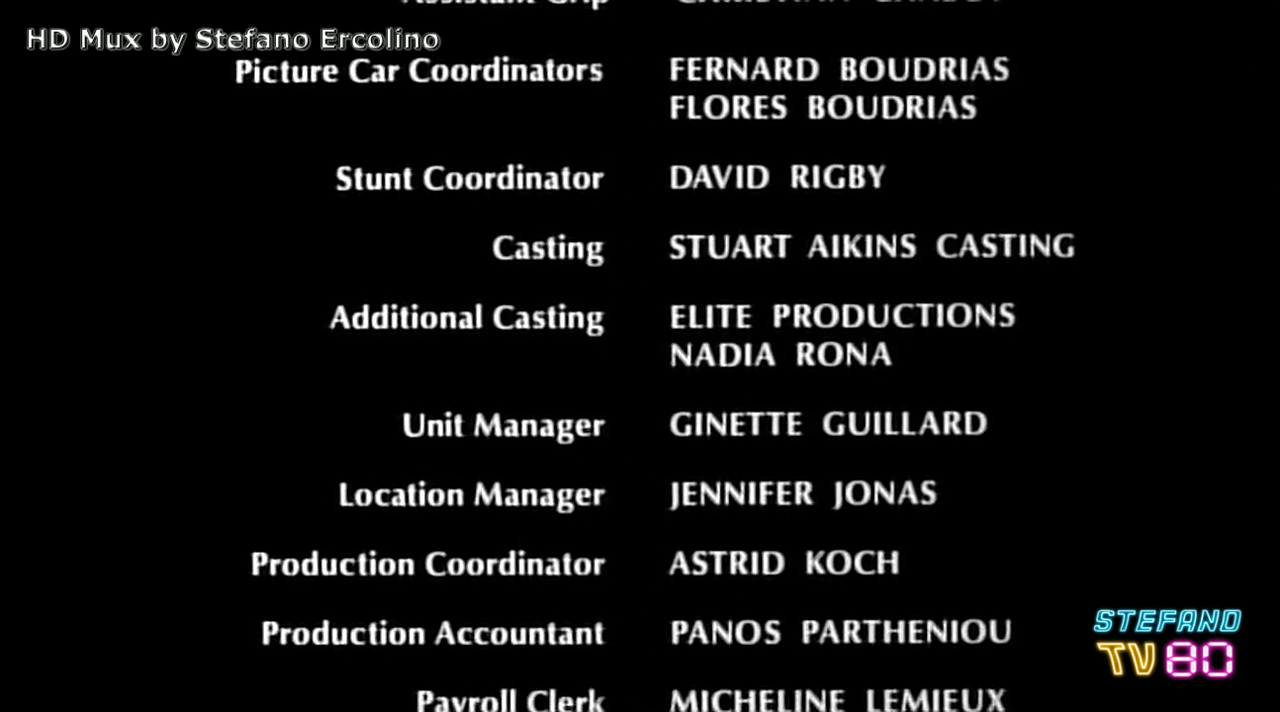 Assistant Grip
HD Mux by Stefano Ercolino
Picture Car Coordinators FERNARD BOUDRIAS
FLORES BOUDRIAS
Stunt Coordinator DAVID RIGBY
Casting STUART AIKINS CASTING
Additional Casting ELITE PRODUCTIONS
NADIA RONA
Unit Manager GINETTE GUILLARD
Location Manager JENNIFER JONAS
Production Coordinator ASTRID KOCH
Production Accountant PANOS PARTHENIOU
STEFANO
TV 80
Payroll Clerk MICHELINE LEMIEUX